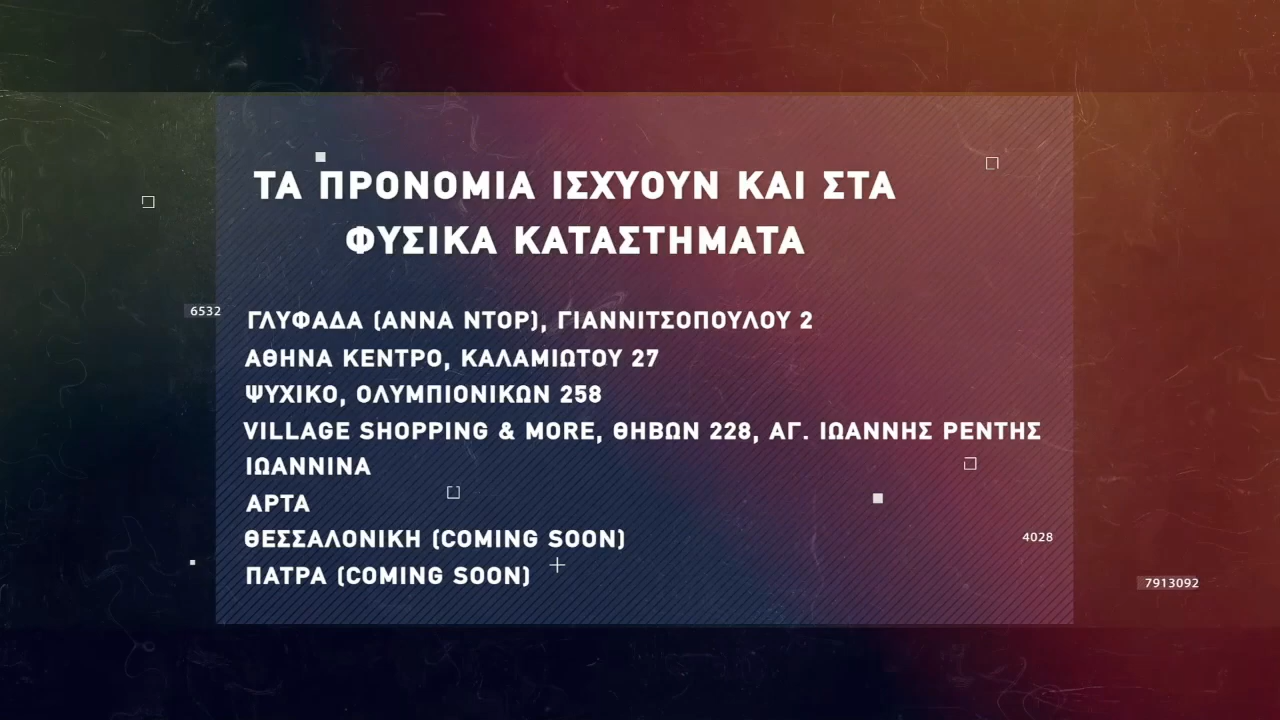 ΤΑ ΠΡΟΝΟΜΙΑ ΙΣΧΥΟΥΝ ΚΑΙ ΣΤΑ
ΦΥΣΙΚΑ ΚΑΤΑΣΤΗΜΑΤΑ
6532
ΓΛΥΦΑΔΑ (ΑΝΝΑ ΝΤΟΡ), ΓΙΑΝΝΙΤΣΟΠΟΥΛΟΥ 2
ΑΘΗΝΑ ΚΕΝΤΡΟ, ΚΑΛΑΜΙΩΤΟΥ 27
ΨΥΧΙΚΟ, ΟΛΥΜΠΙΟΝΙΚΩΝ 258
VILLAGE SHOPPING & MORE, ΘΗΒΩΝ 228, ΑΓ. ΙΩΑΝΝΗΣ ΡΕΝΤΗΣ
ΙΩΑΝΝΙΝΑ
ΑΡΤΑ
ΘΕΣΣΑΛΟΝΙΚΗ (COMING SOON)
4028
ΠΑΤΡΑ (COMING SOON)
7913092